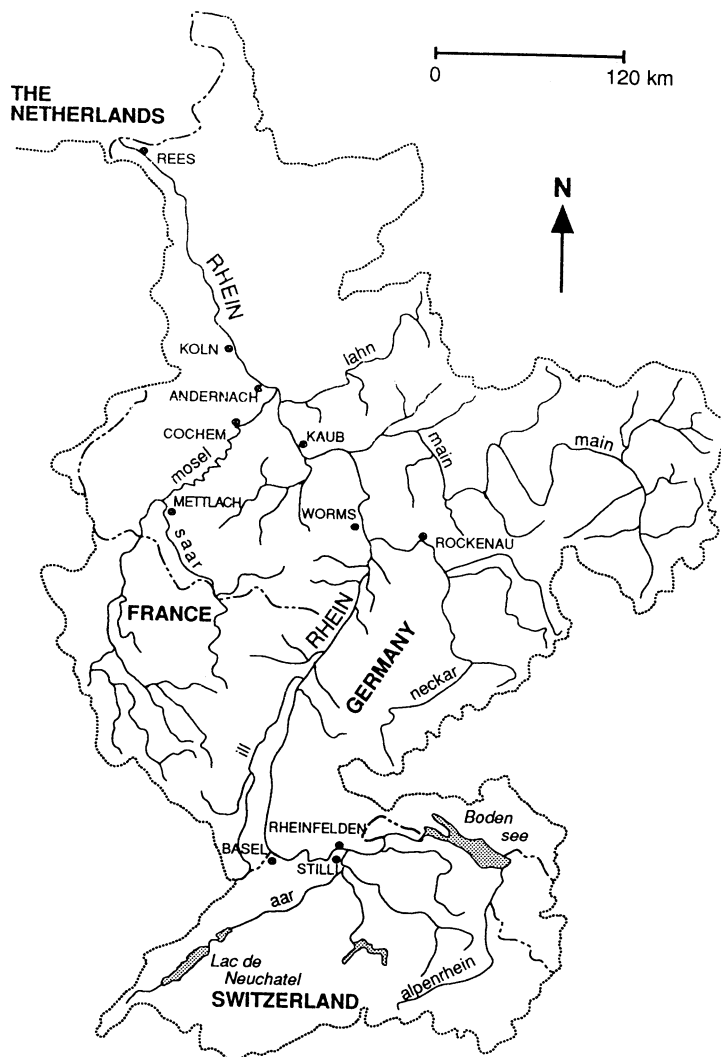 0 120 km
THE
NETHERLANDS
REES
N
RHEIN
KOLN
lahn
ANDERNACH
COCHEM
KAUB
main
main
mosel
METTLACH
WORMS
ROCKENAU
saar
FRANCE
RHEIN
GERMANY
neckar
ill
Boden
see
RHEINFELDEN
BASEL
STILLI
aar
Lac de
Neuchatel
alpenrhein
SWITZERLAND